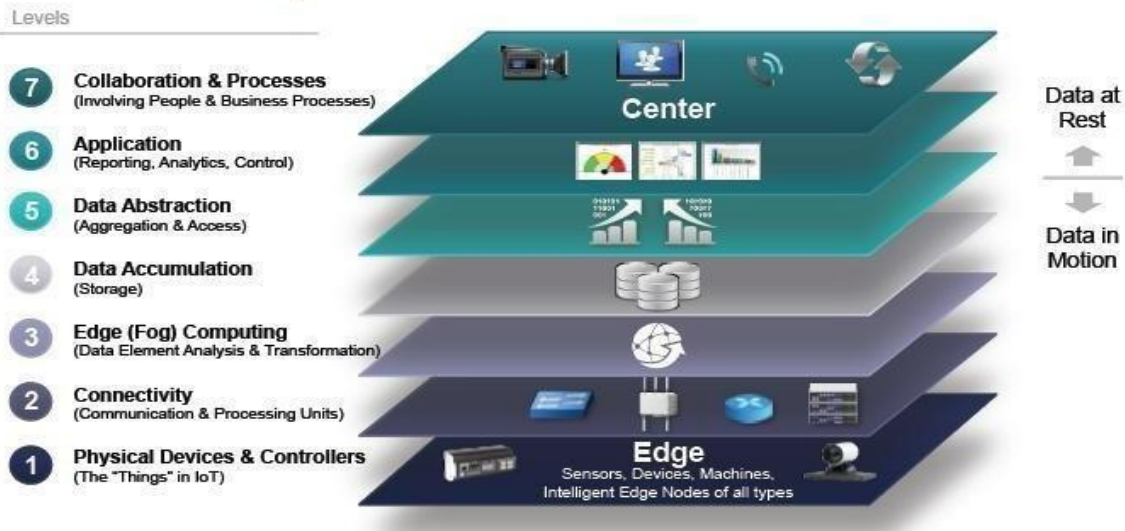 Levels
7
Collaboration & Processes
(Involving People & Business Processes)
6
Application
(Reporting, Analytics, Control)
5
Data Abstraction
(Aggregation & Access)
4
Data Accumulation
(Storage)
3
Edge (Fog) Computing
(Data Element Analysis & Transformation)
2
Connectivity
(Communication & Processing Units)
1
Physical Devices & Controllers
(The "Things" in IoT)
Center
Edge
Sensors, Devices, Machines,
Intelligent Edge Nodes of all types
Data at
Rest
Data in
Motion